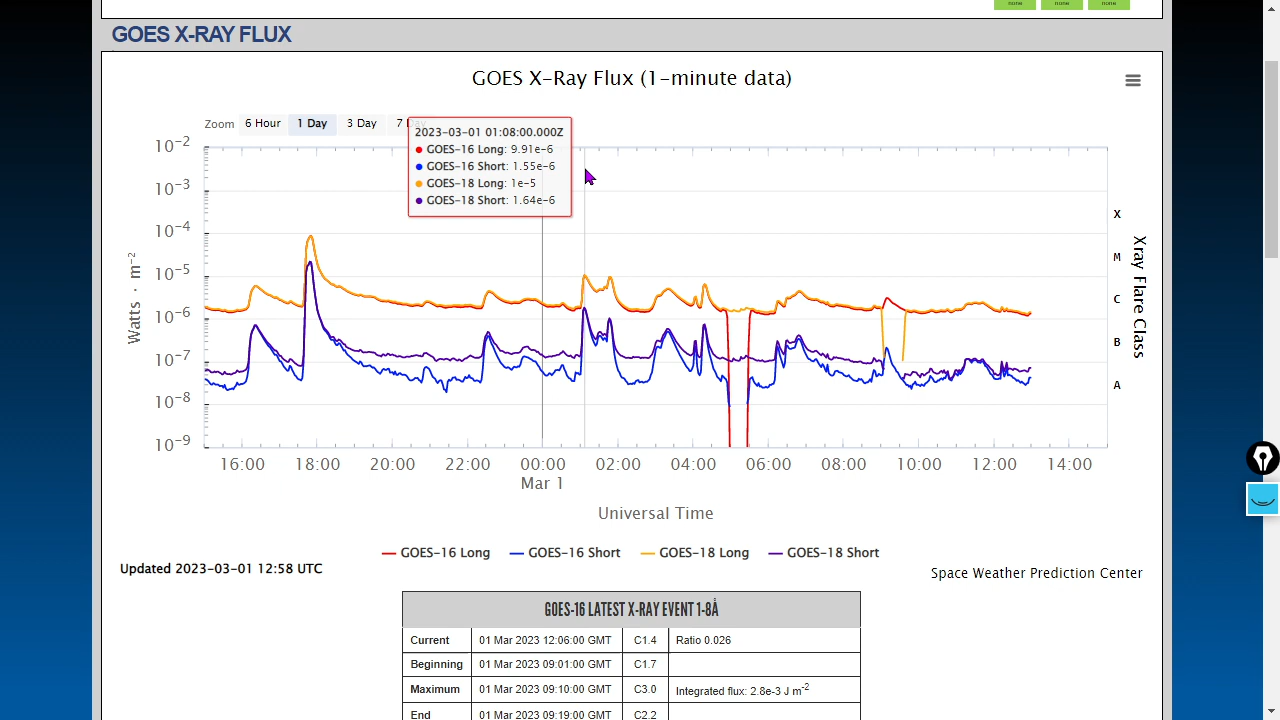 none none none
GOES X-RAY FLUX
GOES X-Ray Flux (1-minute data)
Zoom 6 Hour 1 Day 3 Day 7 Day
2023-03-01 01:08:00.000Z
GOES-16 Long: 9.91e-6
GOES-16 Short: 1.55e-6
GOES-18 Long: 1e-5
GOES-18 Short: 1.64e-6
10⁻²
10⁻³
10⁻⁴
10⁻⁵
10⁻⁶
10⁻⁷
10⁻⁸
10⁻⁹
Watts · m⁻²
X
M
C
B
A
Xray Flare Class
16:00 18:00 20:00 22:00 00:00 02:00 04:00 06:00 08:00 10:00 12:00 14:00
Mar 1
Universal Time
GOES-16 Long GOES-16 Short GOES-18 Long GOES-18 Short
Updated 2023-03-01 12:58 UTC
Space Weather Prediction Center
GOES-16 LATEST X-RAY EVENT 1-8Å
Current 01 Mar 2023 12:06:00 GMT C1.4 Ratio 0.026
Beginning 01 Mar 2023 09:01:00 GMT C1.7
Maximum 01 Mar 2023 09:10:00 GMT C3.0 Integrated flux: 2.8e-3 J m⁻²
End 01 Mar 2023 09:19:00 GMT C2.2